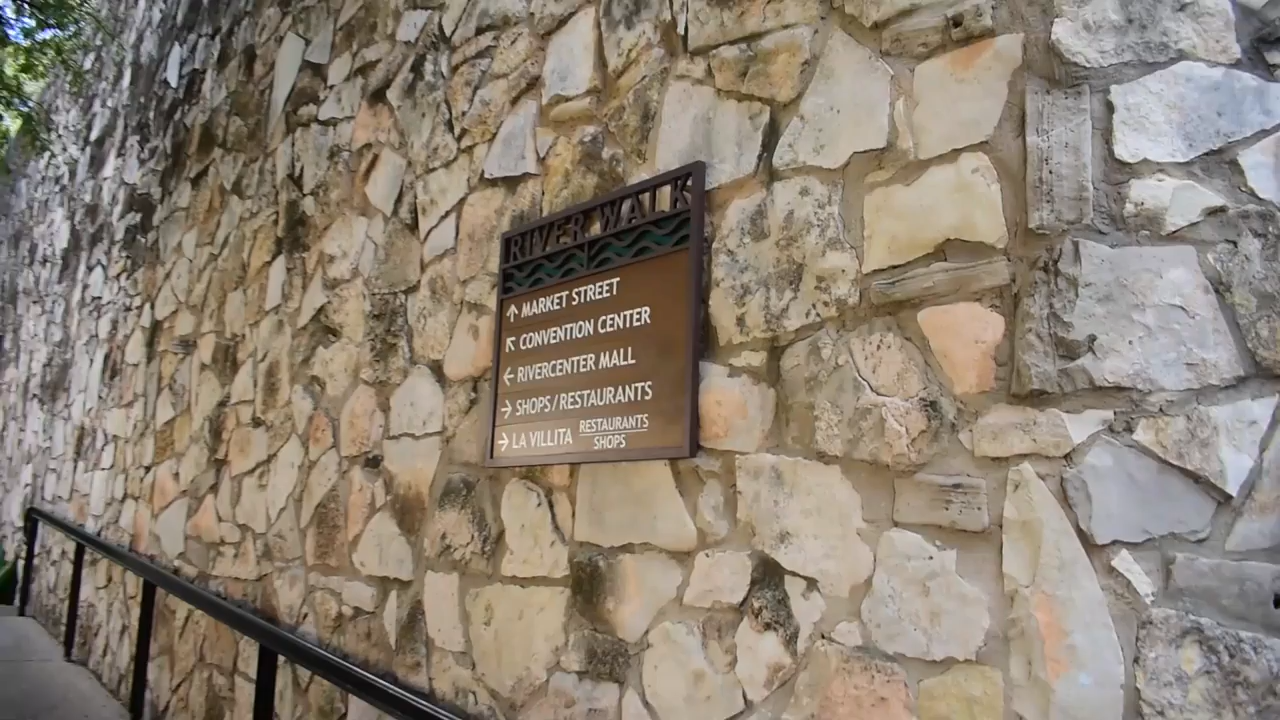 RIVER WALK
↑ MARKET STREET
↖ CONVENTION CENTER
← RIVERCENTER MALL
→ SHOPS / RESTAURANTS
→ LA VILLITA RESTAURANTS
SHOPS